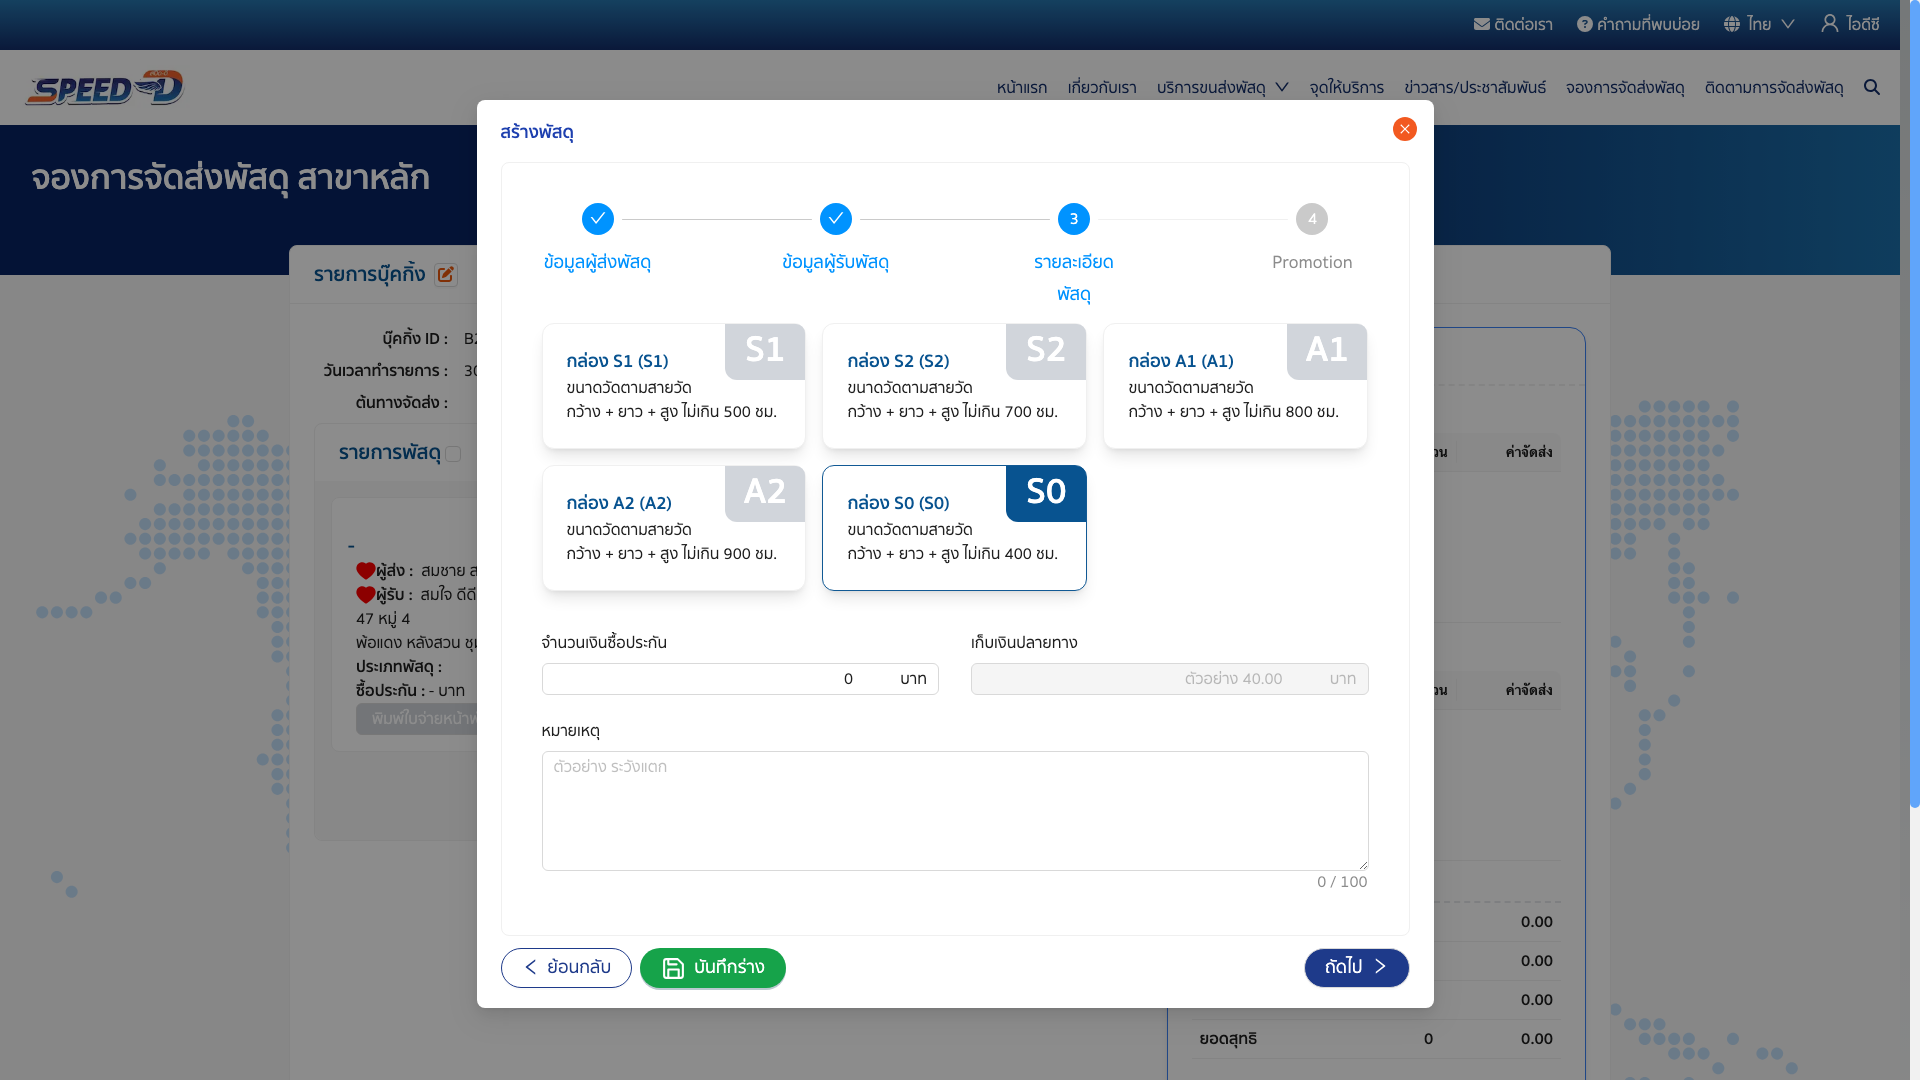 ติดต่อเรา
คำถามที่พบบ่อย
ไทย
ไอดีซี
SPEED-D
หน้าแรก
เกี่ยวกับเรา
บริการขนส่งพัสดุ
จุดให้บริการ
ข่าวสาร/ประชาสัมพันธ์
จองการจัดส่งพัสดุ
ติดตามการจัดส่งพัสดุ
จองการจัดส่งพัสดุ สาขาหลัก
สร้างพัสดุ
3
4
ข้อมูลผู้ส่งพัสดุ
ข้อมูลผู้รับพัสดุ
รายละเอียด
พัสดุ
Promotion
กล่อง S1 (S1)
S1
ขนาดวัดตามสายวัด
กว้าง + ยาว + สูง ไม่เกิน 500 ซม.
กล่อง S2 (S2)
S2
ขนาดวัดตามสายวัด
กว้าง + ยาว + สูง ไม่เกิน 700 ซม.
กล่อง A1 (A1)
A1
ขนาดวัดตามสายวัด
กว้าง + ยาว + สูง ไม่เกิน 800 ซม.
กล่อง A2 (A2)
A2
ขนาดวัดตามสายวัด
กว้าง + ยาว + สูง ไม่เกิน 900 ซม.
กล่อง S0 (S0)
S0
ขนาดวัดตามสายวัด
กว้าง + ยาว + สูง ไม่เกิน 400 ซม.
จำนวนเงินซื้อประกัน
0 บาท
เก็บเงินปลายทาง
ตัวอย่าง 40.00 บาท
หมายเหตุ
ตัวอย่าง ระวังแตก
0 / 100
ย้อนกลับ
บันทึกร่าง
ถัดไป
รายการบุ๊คกิ้ง
บุ๊คกิ้ง ID :
วันเวลาทำรายการ : 30
ต้นทางจัดส่ง :
รายการพัสดุ
-
ผู้ส่ง : สมชาย
ผู้รับ : สมใจ ดีดี
47 หมู่ 4
พ้อแดง หลังสวน
ประเภทพัสดุ :
ซื้อประกัน : - บาท
พิมพ์ใบจ่ายหน้า
ค่าจัดส่ง
ค่าจัดส่ง
0.00
0.00
0.00
ยอดสุทธิ 0 0.00